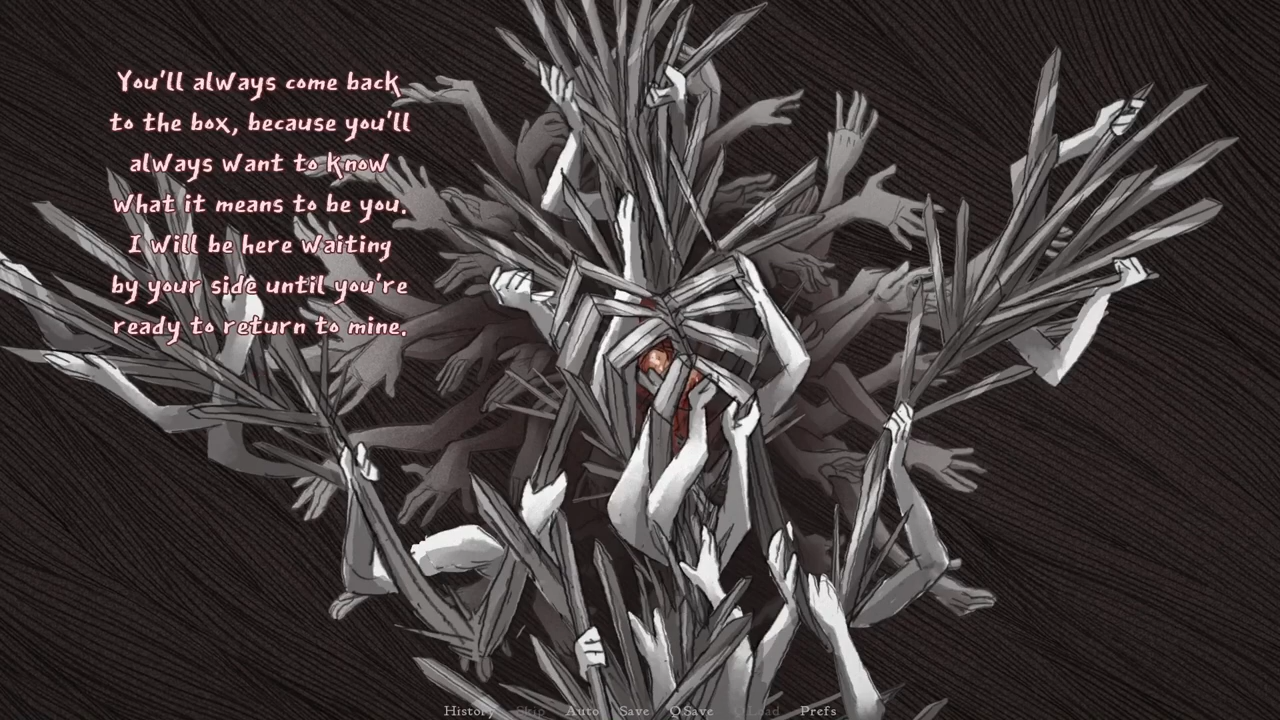 You'll always come back
to the box, because you'll
always want to know
what it means to be you.
I will be here waiting
by your side until you're
ready to return to mine.
History Skip Auto Save Q.Save Q.Load Prefs